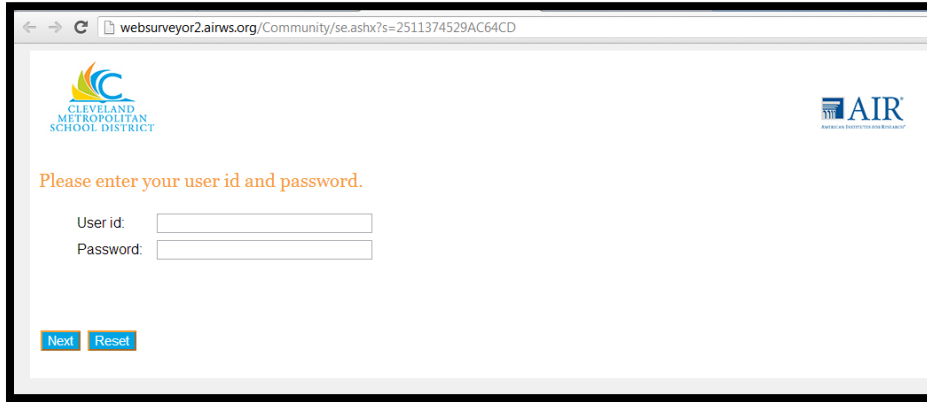 websurveyor2.airws.org/Community/se.ashx?s=2511374529AC64CD
CLEVELAND
METROPOLITAN
SCHOOL DISTRICT
AIR®
AMERICAN INSTITUTES FOR RESEARCH®
Please enter your user id and password.
User id:
Password:
Next Reset